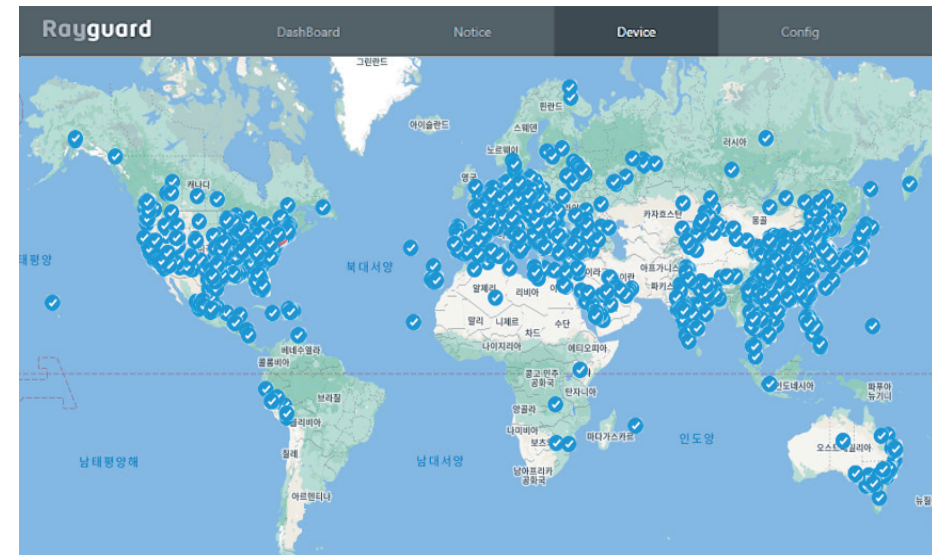 Rayguard
DashBoard
Notice
Device
Config
그린란드
핀란드
아이슬란드
스웨덴
러시아
노르웨이
영국
캐나다
카자흐스탄
몽골
태평양
북대서양
이라
이란
아프가니스
파키스
알제리
리비아
말리
니제르
차드
수단
나이지리아
에티오피아
베네수엘라
콜롬비아
콩고 민주
공화국
탄자니아
인도네시아
파푸아
뉴기니
브라질
앙골라
볼리비아
나미비아
보츠
마다가스카르
인도양
오스트레일리아
칠레
남태평양해
남대서양
남아프리카
공화국
아르헨티나
뉴질